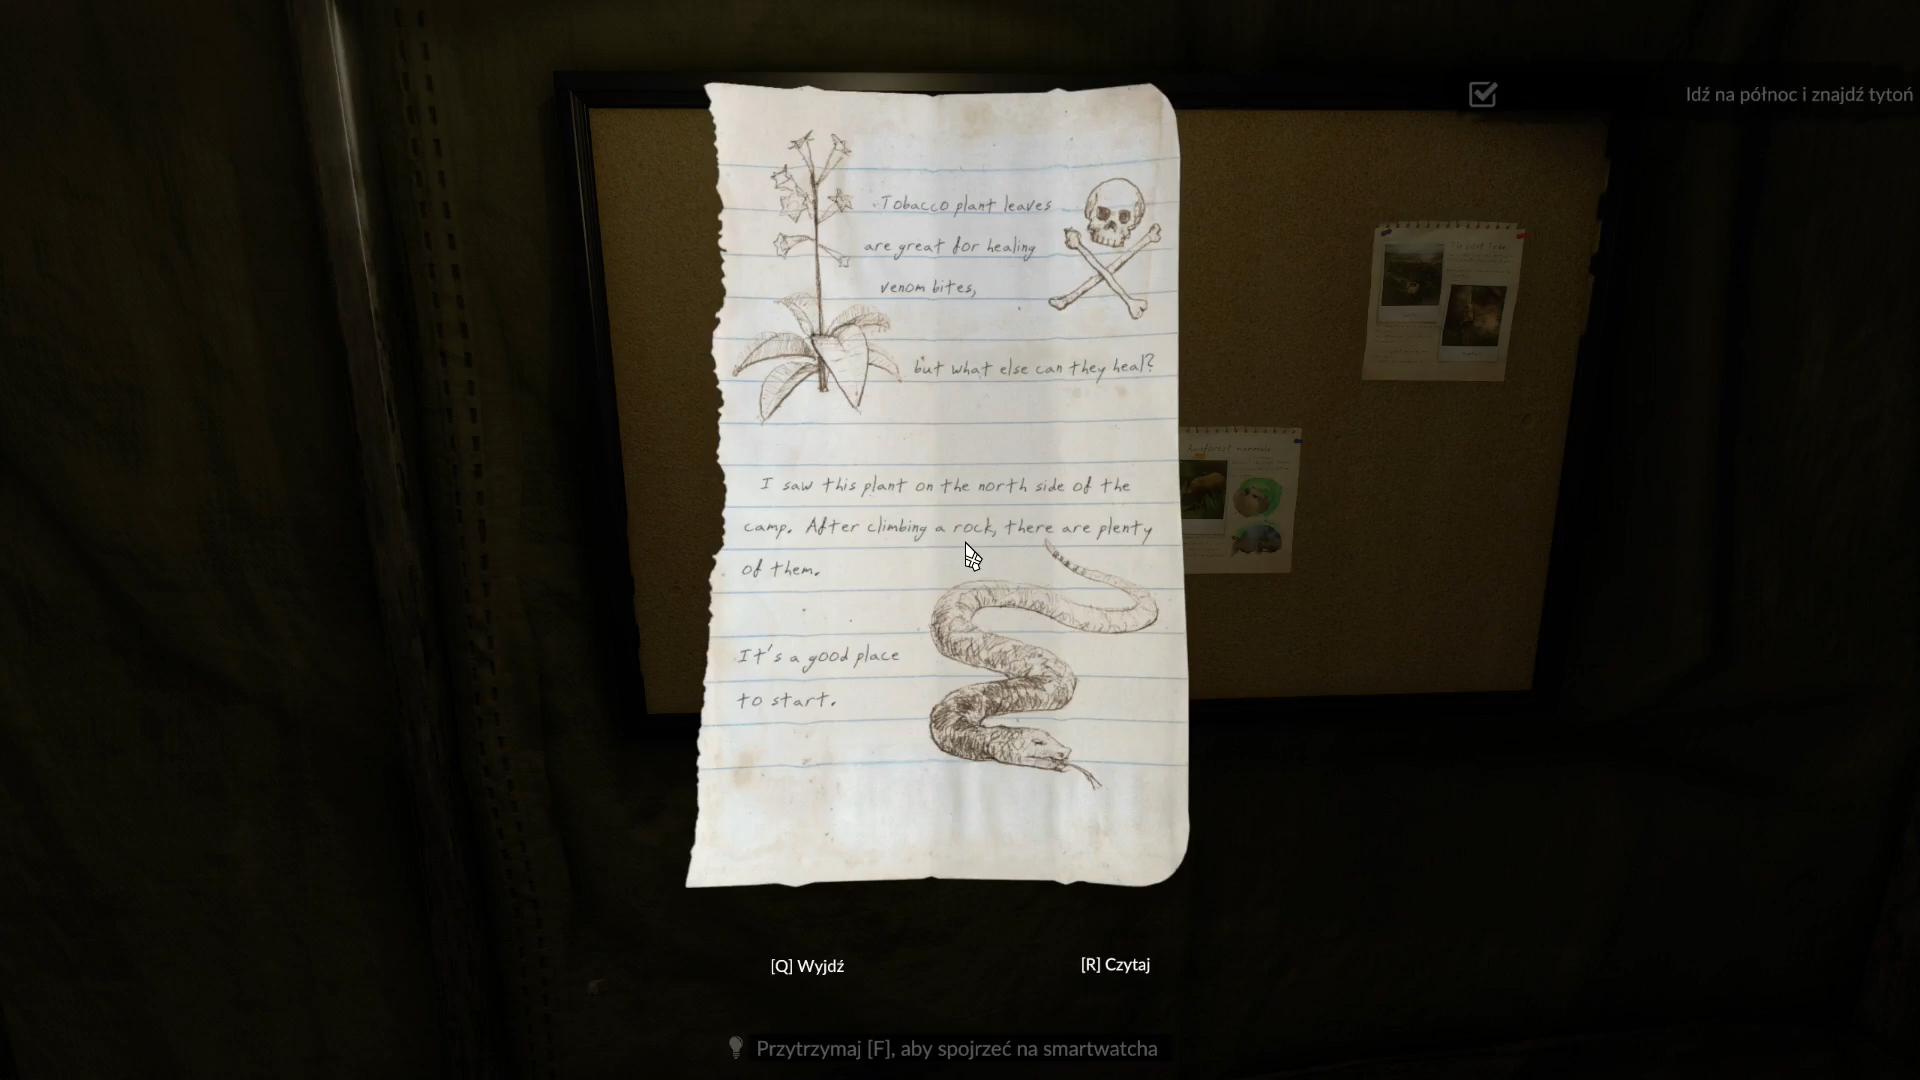 Idź na północ i znajdź tytoń
Tobacco plant leaves
are great for healing
venom bites,
but what else can they heal?
I saw this plant on the north side of the
camp. After climbing a rock, there are plenty
of them.
It's a good place
to start.
Rainforest mammals
[Q] Wyjdź
[R] Czytaj
Przytrzymaj [F], aby spojrzeć na smartwatcha